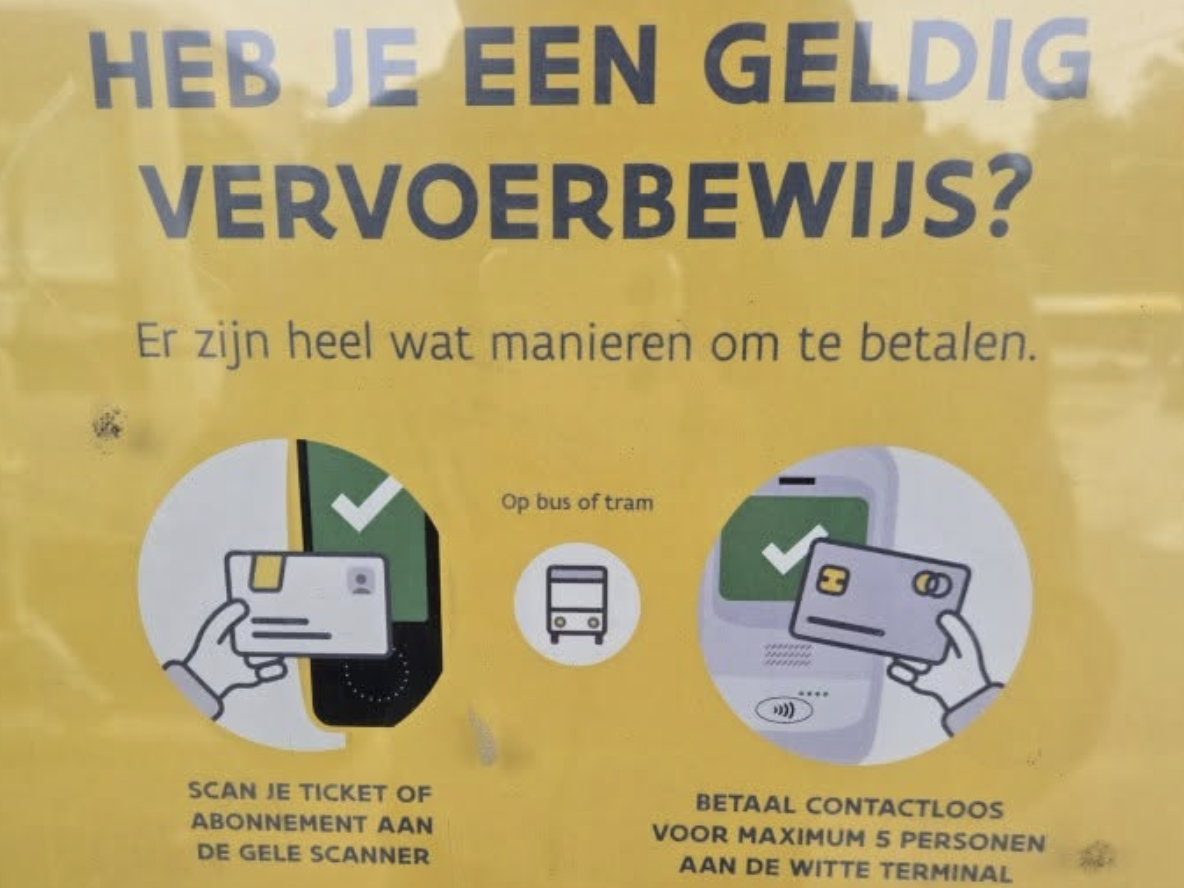 HEB JE EEN GELDIG
VERVOERBEWIJS?
Er zijn heel wat manieren om te betalen.
Op bus of tram
SCAN JE TICKET OF
ABONNEMENT AAN
DE GELE SCANNER
BETAAL CONTACTLOOS
VOOR MAXIMUM 5 PERSONEN
AAN DE WITTE TERMINAL